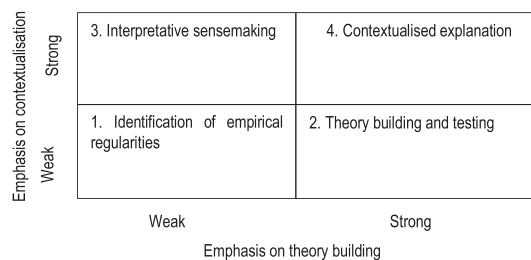 3. Interpretative sensemaking
4. Contextualised explanation
1. Identification of empirical
regularities
2. Theory building and testing
Emphasis on contextualisation
Strong
Weak
Weak
Strong
Emphasis on theory building